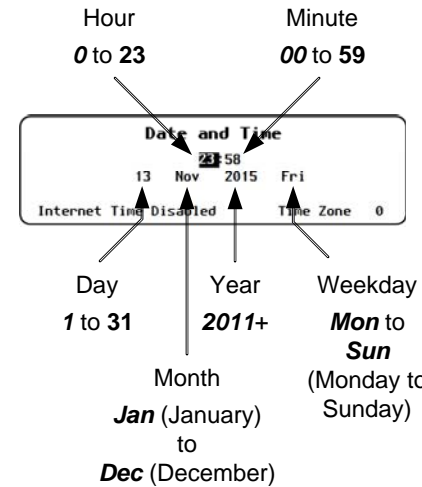 Hour
0 to 23
Minute
00 to 59
Date and Time
23:58
13 Nov 2015 Fri
Internet Time Disabled Time Zone 0
Day
1 to 31
Year
2011+
Weekday
Mon to
Sun
(Monday to
Sunday)
Month
Jan (January)
to
Dec (December)